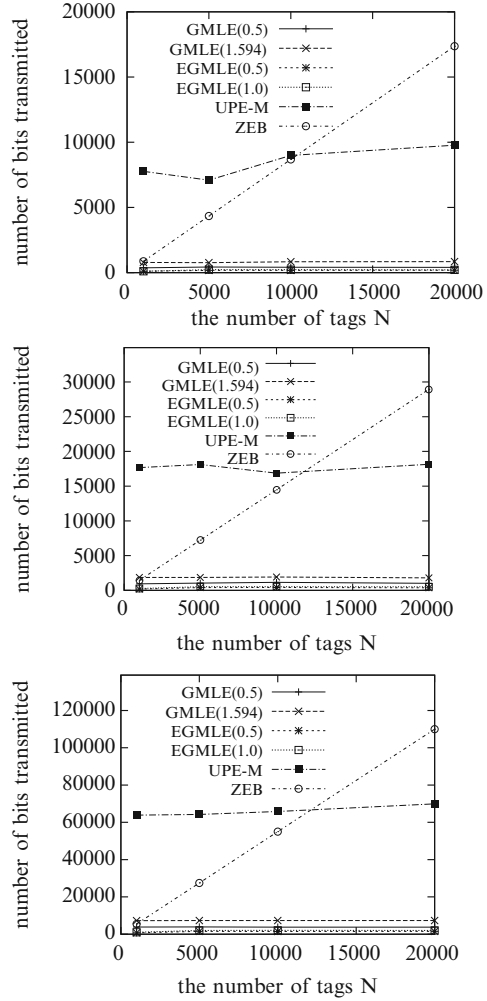 number of bits transmitted
20000
15000
10000
5000
0
GMLE(0.5)
GMLE(1.594)
EGMLE(0.5)
EGMLE(1.0)
UPE-M
ZEB
0 5000 10000 15000 20000
the number of tags N
number of bits transmitted
30000
25000
20000
15000
10000
5000
0
GMLE(0.5)
GMLE(1.594)
EGMLE(0.5)
EGMLE(1.0)
UPE-M
ZEB
0 5000 10000 15000 20000
the number of tags N
number of bits transmitted
120000
100000
80000
60000
40000
20000
0
GMLE(0.5)
GMLE(1.594)
EGMLE(0.5)
EGMLE(1.0)
UPE-M
ZEB
0 5000 10000 15000 20000
the number of tags N